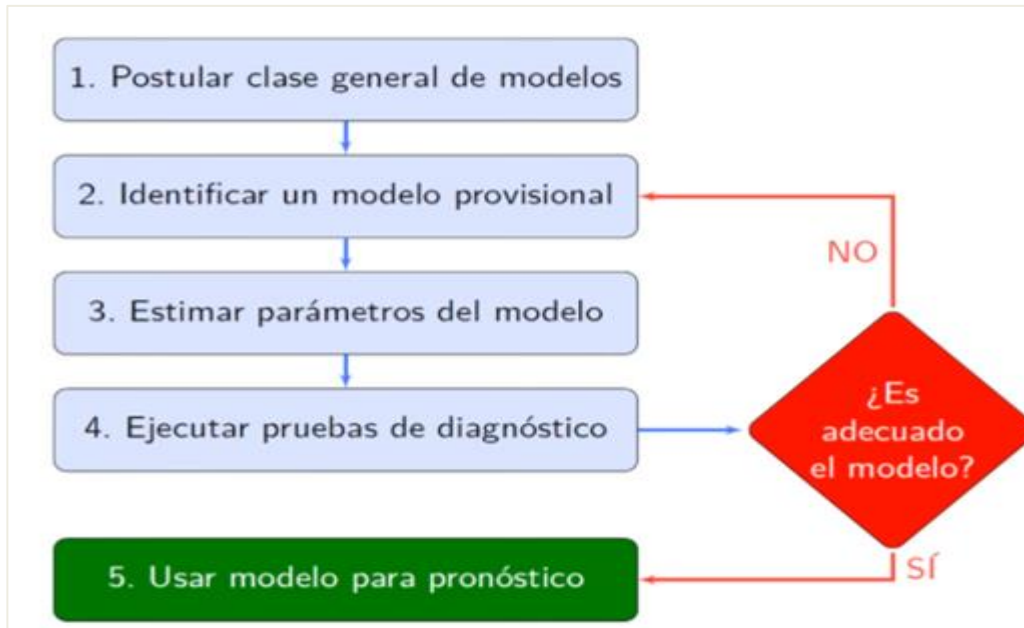 1. Postular clase general de modelos
2. Identificar un modelo provisional
NO
3. Estimar parámetros del modelo
4. Ejecutar pruebas de diagnóstico
¿Es
adecuado
el modelo?
SÍ
5. Usar modelo para pronóstico